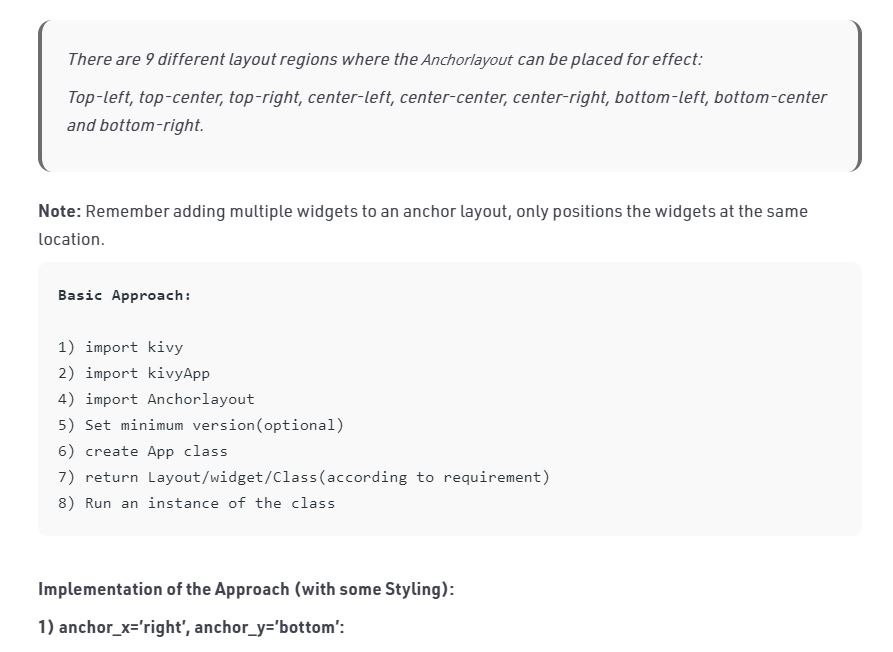 There are 9 different layout regions where the Anchorlayout can be placed for effect:
Top-left, top-center, top-right, center-left, center-center, center-right, bottom-left, bottom-center
and bottom-right.
Note: Remember adding multiple widgets to an anchor layout, only positions the widgets at the same
location.
Basic Approach:
1) import kivy
2) import kivyApp
4) import Anchorlayout
5) Set minimum version(optional)
6) create App class
7) return Layout/widget/Class(according to requirement)
8) Run an instance of the class
Implementation of the Approach (with some Styling):
1) anchor_x=’right’, anchor_y=’bottom’: